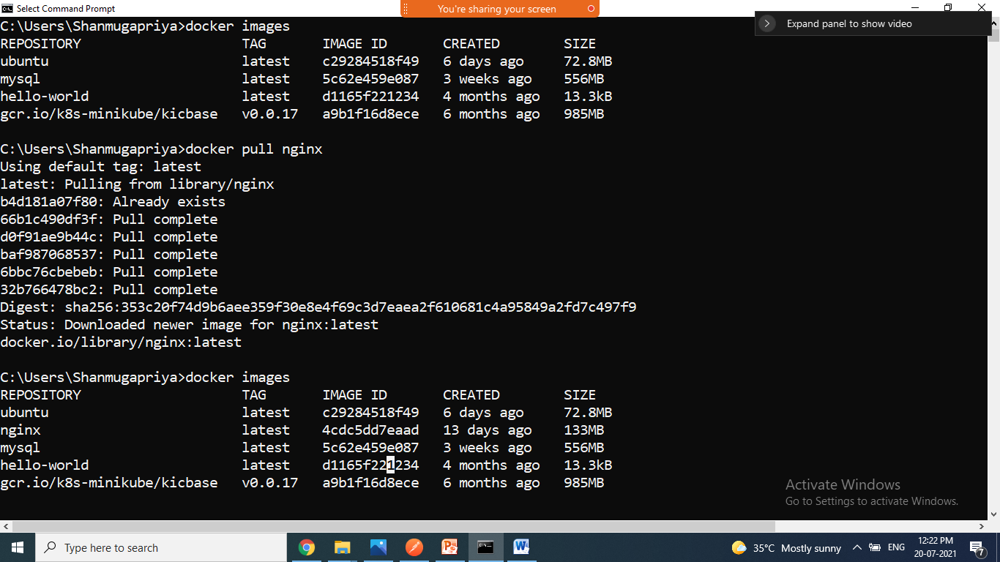 Select Command Prompt
You're sharing your screen
Expand panel to show video
C:\Users\Shanmugapriya>docker images
REPOSITORY TAG IMAGE ID CREATED SIZE
ubuntu latest c29284518f49 6 days ago 72.8MB
mysql latest 5c62e459e087 3 weeks ago 556MB
hello-world latest d1165f221234 4 months ago 13.3kB
gcr.io/k8s-minikube/kicbase v0.0.17 a9b1f16d8ece 6 months ago 985MB
C:\Users\Shanmugapriya>docker pull nginx
Using default tag: latest
latest: Pulling from library/nginx
b4d181a07f80: Already exists
66b1c490df3f: Pull complete
d0f91ae9b44c: Pull complete
baf987068537: Pull complete
6bbc76cbebeb: Pull complete
32b766478bc2: Pull complete
Digest: sha256:353c20f74d9b6aee359f30e8e4f69c3d7eaea2f610681c4a95849a2fd7c497f9
Status: Downloaded newer image for nginx:latest
docker.io/library/nginx:latest
C:\Users\Shanmugapriya>docker images
REPOSITORY TAG IMAGE ID CREATED SIZE
ubuntu latest c29284518f49 6 days ago 72.8MB
nginx latest 4cdc5dd7eaad 13 days ago 133MB
mysql latest 5c62e459e087 3 weeks ago 556MB
hello-world latest d1165f221234 4 months ago 13.3kB
gcr.io/k8s-minikube/kicbase v0.0.17 a9b1f16d8ece 6 months ago 985MB
Activate Windows
Go to Settings to activate Windows.
Type here to search
35°C Mostly sunny
ENG
12:22 PM
20-07-2021
7